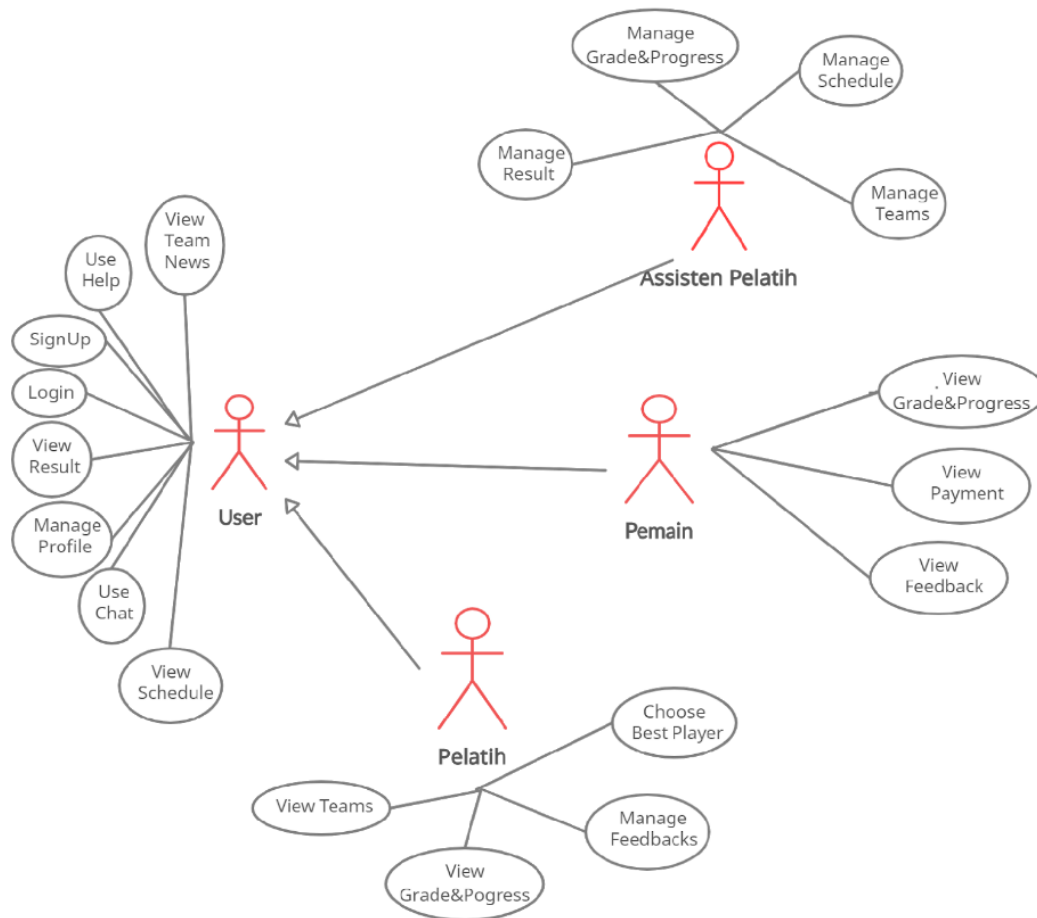 Manage
Grade&Progress
Manage
Schedule
Manage
Result
Manage
Teams
Assisten Pelatih
View
Team
News
Use
Help
SignUp
Login
View
Result
Manage
Profile
Use
Chat
View
Schedule
User
Pemain
View
Grade&Progress
View
Payment
View
Feedback
Pelatih
Choose
Best Player
View Teams
Manage
Feedbacks
View
Grade&Pogress